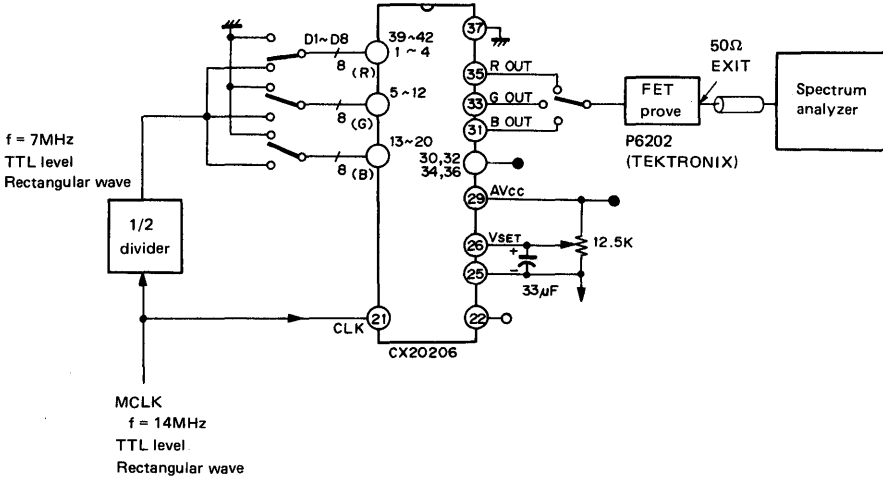 D1~D8
8
(R)
39~42
1 ~ 4
8
(G)
5~12
8
(B)
13~20
f = 7MHz
TTL level
Rectangular wave
1/2
divider
21
CLK
MCLK
f = 14MHz
TTL level
Rectangular wave
37
35
R OUT
33
G OUT
31
B OUT
30,32
34,36
29
AVcc
26
VSET
+
−
33µF
12.5K
25
22
CX20206
FET
prove
P6202
(TEKTRONIX)
50Ω
EXIT
Spectrum
analyzer